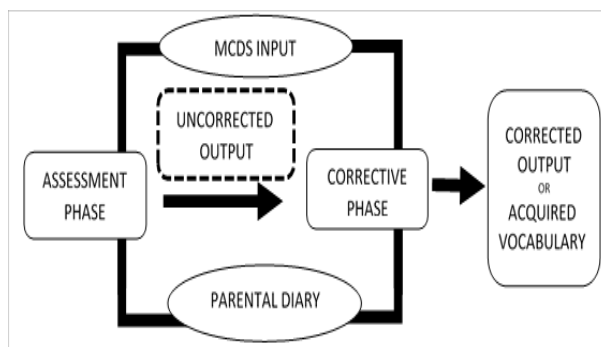 MCDS INPUT
UNCORRECTED
OUTPUT
ASSESSMENT
PHASE
CORRECTIVE
PHASE
CORRECTED
OUTPUT
OR
ACQUIRED
VOCABULARY
PARENTAL DIARY